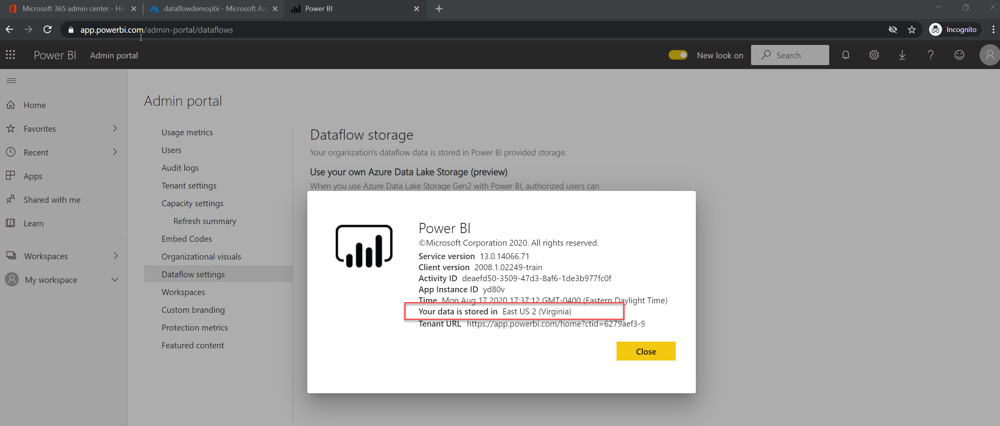 Microsoft 365 admin center - Ho
dataflowdemopbi - Microsoft Az
Power BI
app.powerbi.com/admin-portal/dataflows
Incognito
Power BI
Admin portal
New look on
Search
Home
Favorites
Recent
Apps
Shared with me
Learn
Workspaces
My workspace
Admin portal
Usage metrics
Users
Audit logs
Tenant settings
Capacity settings
Refresh summary
Embed Codes
Organizational visuals
Dataflow settings
Workspaces
Custom branding
Protection metrics
Featured content
Dataflow storage
Your organization's dataflow data is stored in Power BI provided storage.
Use your own Azure Data Lake Storage (preview)
When you use Azure Data Lake Storage Gen2 with Power BI, authorized users can
Power BI
©Microsoft Corporation 2020. All rights reserved.
Service version 13.0.14066.71
Client version 2008.1.02249-train
Activity ID deaefd50-3509-47d3-8af6-1de3b977fc0f
App Instance ID yd80v
Time Mon Aug 17 2020 17:37:12 GMT-0400 (Eastern Daylight Time)
Your data is stored in East US 2 (Virginia)
Tenant URL https://app.powerbi.com/home?ctid=6279aef3-9
Close